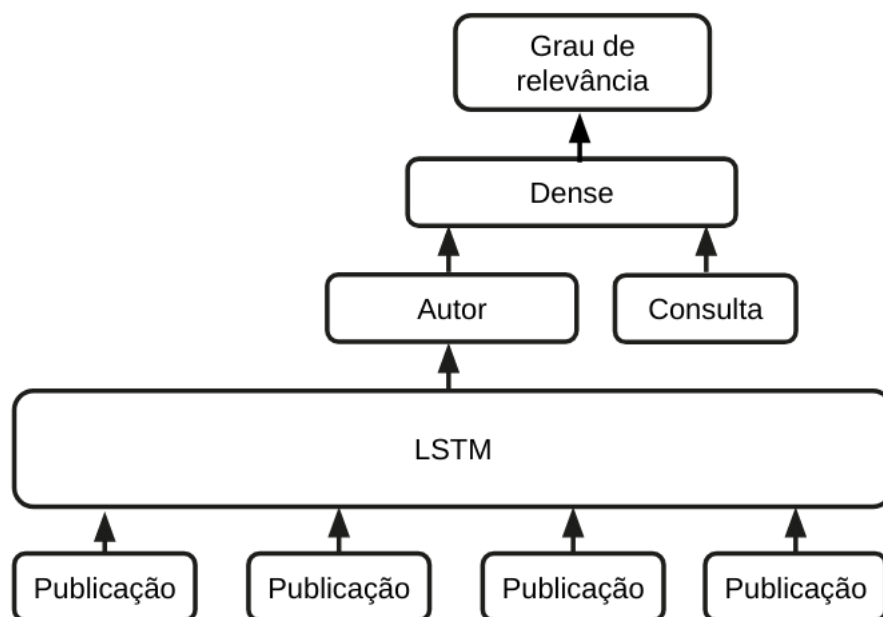 Grau de
relevância
Dense
Autor
Consulta
LSTM
Publicação
Publicação
Publicação
Publicação